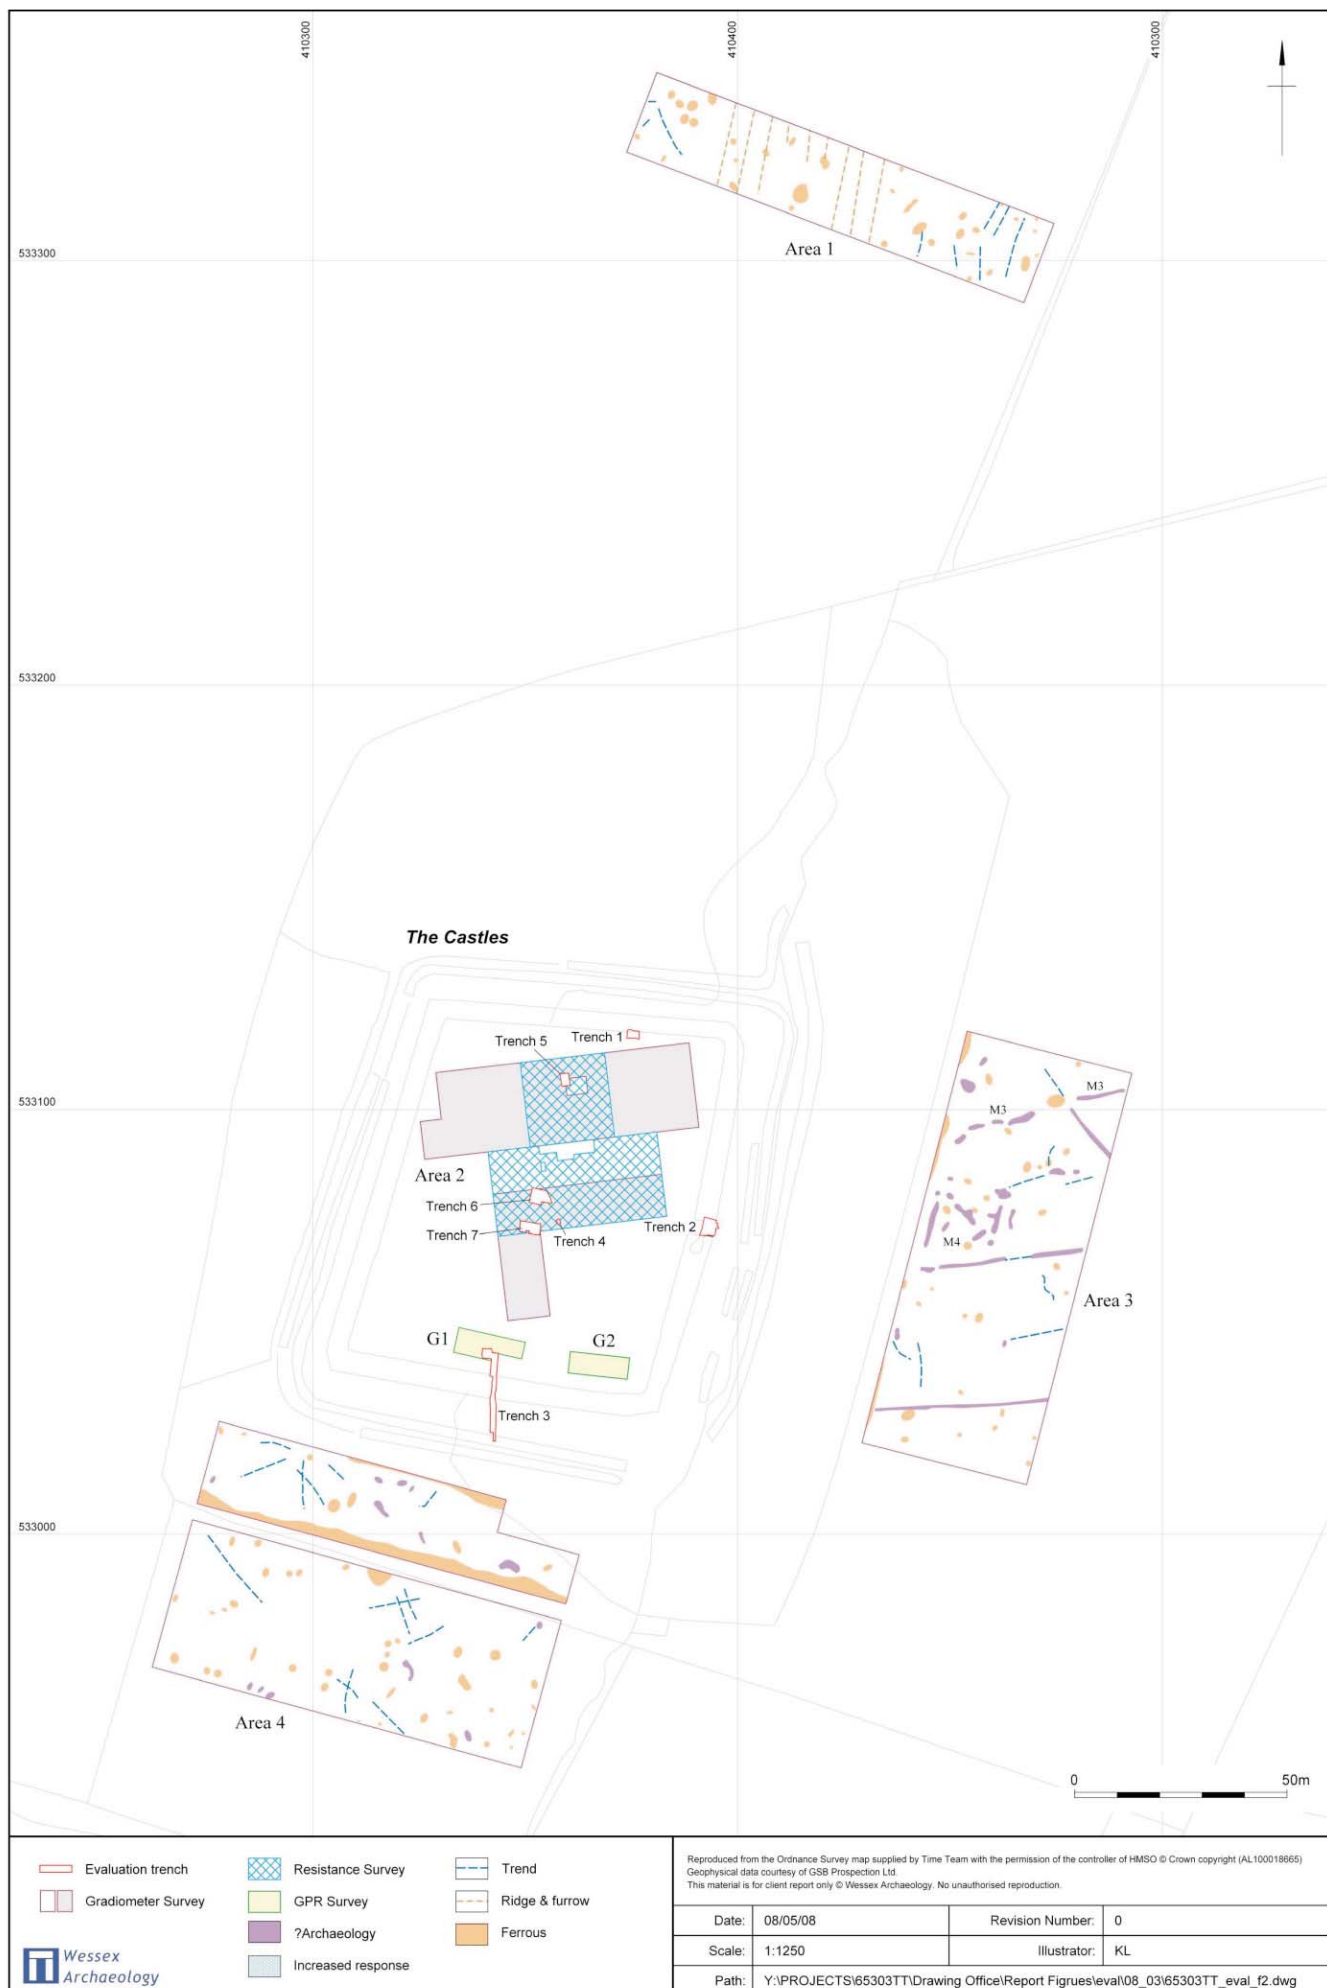 410300
410400
410300
533300
Area 1
533200
The Castles
Trench 5
Trench 1
M3
M3
533100
Area 2
Trench 6
Trench 2
Trench 7
Trench 4
M4
Area 3
G1
G2
Trench 3
533000
Area 4
0
50m
Evaluation trench
Resistance Survey
Trend
Gradiometer Survey
GPR Survey
Ridge & furrow
?Archaeology
Ferrous
Increased response
Wessex
Archaeology
Reproduced from the Ordnance Survey map supplied by Time Team with the permission of the controller of HMSO © Crown copyright (AL100018665)
Geophysical data courtesy of GSB Prospection Ltd.
This material is for client report only © Wessex Archaeology. No unauthorised reproduction.
Date: 08/05/08 Revision Number: 0
Scale: 1:1250 Illustrator: KL
Path: Y:\PROJECTS\65303TT\Drawing Office\Report Figrues\eval\08_03\65303TT_eval_f2.dwg